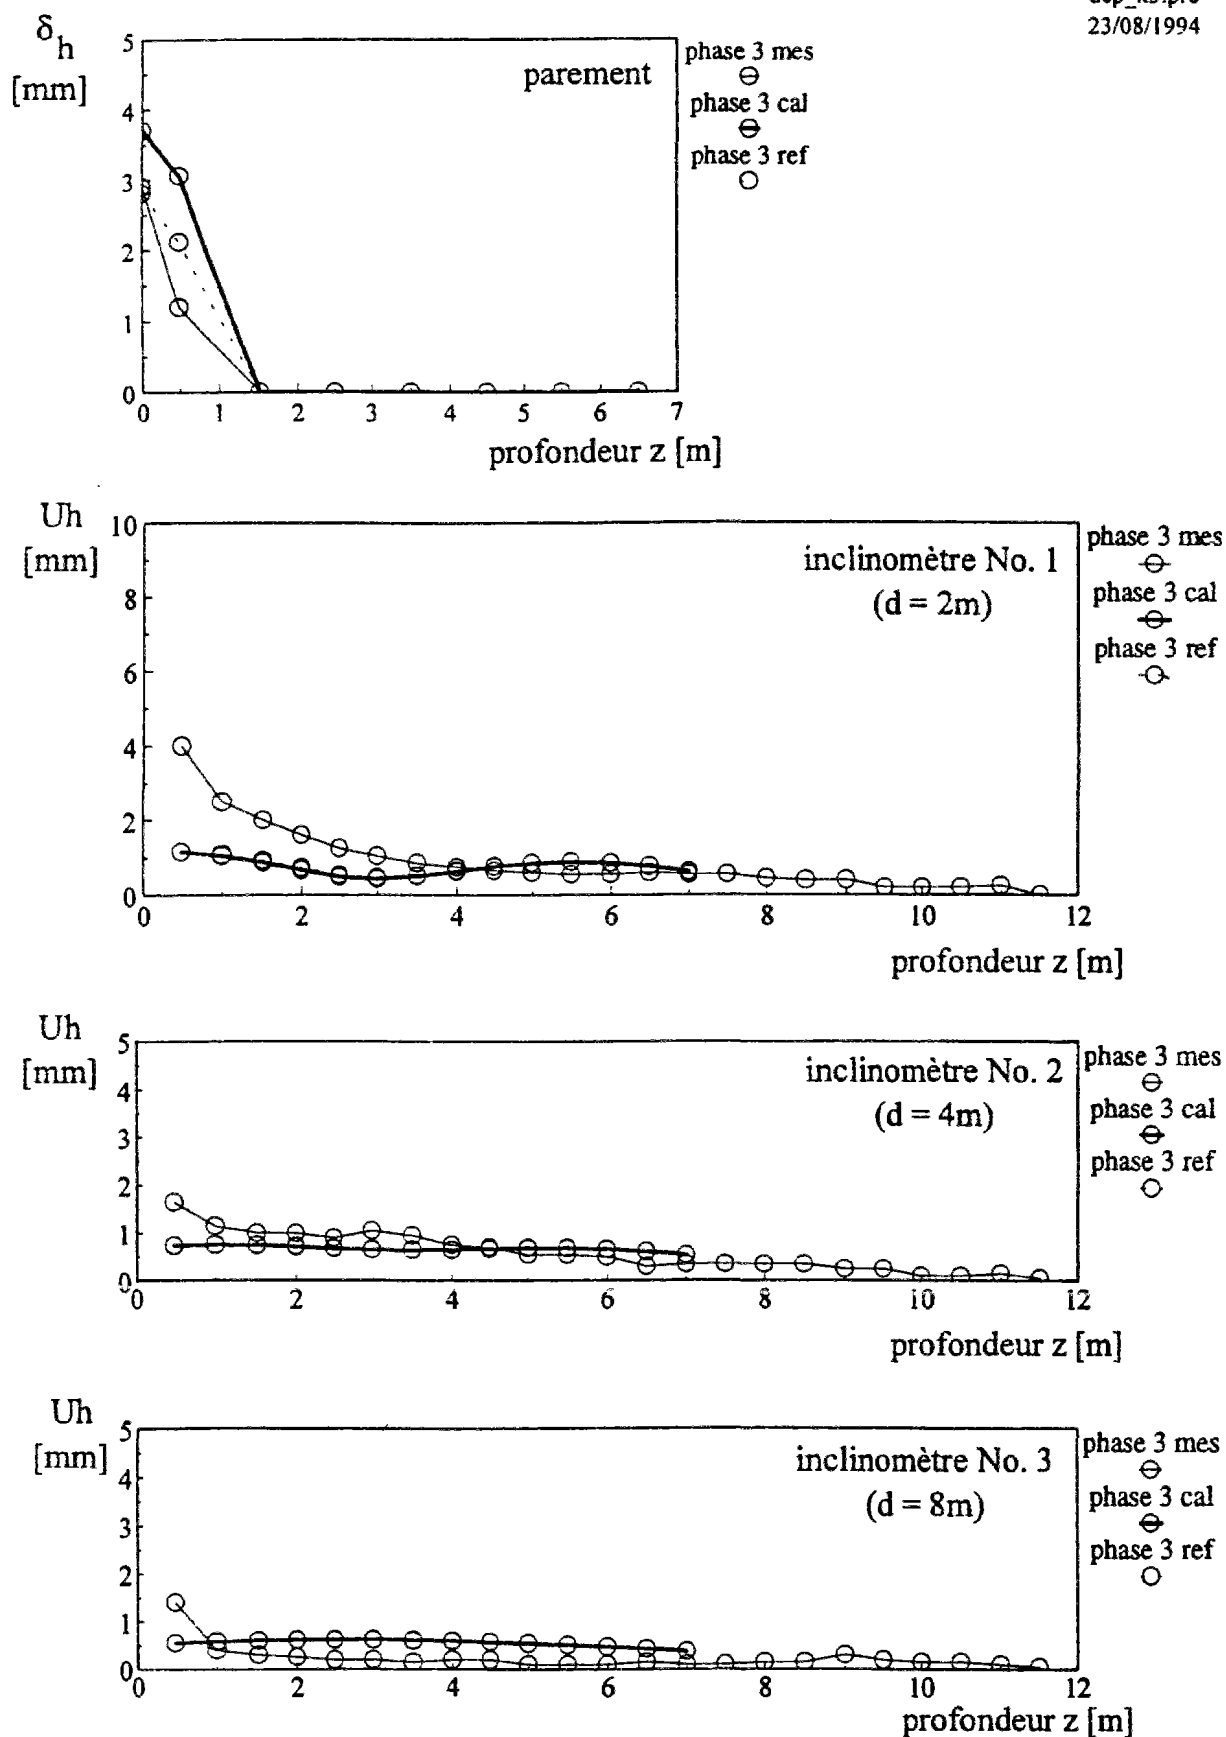 23/08/1994
δh
[mm]
5
4
3
2
1
0
parement
phase 3 mes
phase 3 cal
phase 3 ref
0 1 2 3 4 5 6 7
profondeur z [m]
Uh
[mm]
10
8
6
4
2
0
inclinomètre No. 1
(d = 2m)
phase 3 mes
phase 3 cal
phase 3 ref
0 2 4 6 8 10 12
profondeur z [m]
Uh
[mm]
5
4
3
2
1
0
inclinomètre No. 2
(d = 4m)
phase 3 mes
phase 3 cal
phase 3 ref
0 2 4 6 8 10 12
profondeur z [m]
Uh
[mm]
5
4
3
2
1
0
inclinomètre No. 3
(d = 8m)
phase 3 mes
phase 3 cal
phase 3 ref
0 2 4 6 8 10 12
profondeur z [m]